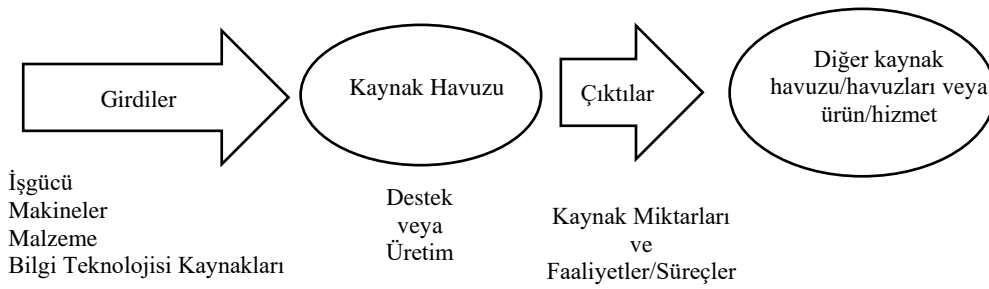 Girdiler
Kaynak Havuzu
Çıktılar
Diğer kaynak
havuzu/havuzları veya
ürün/hizmet
İşgücü
Makineler
Malzeme
Bilgi Teknolojisi Kaynakları
Destek
veya
Üretim
Kaynak Miktarları
ve
Faaliyetler/Süreçler